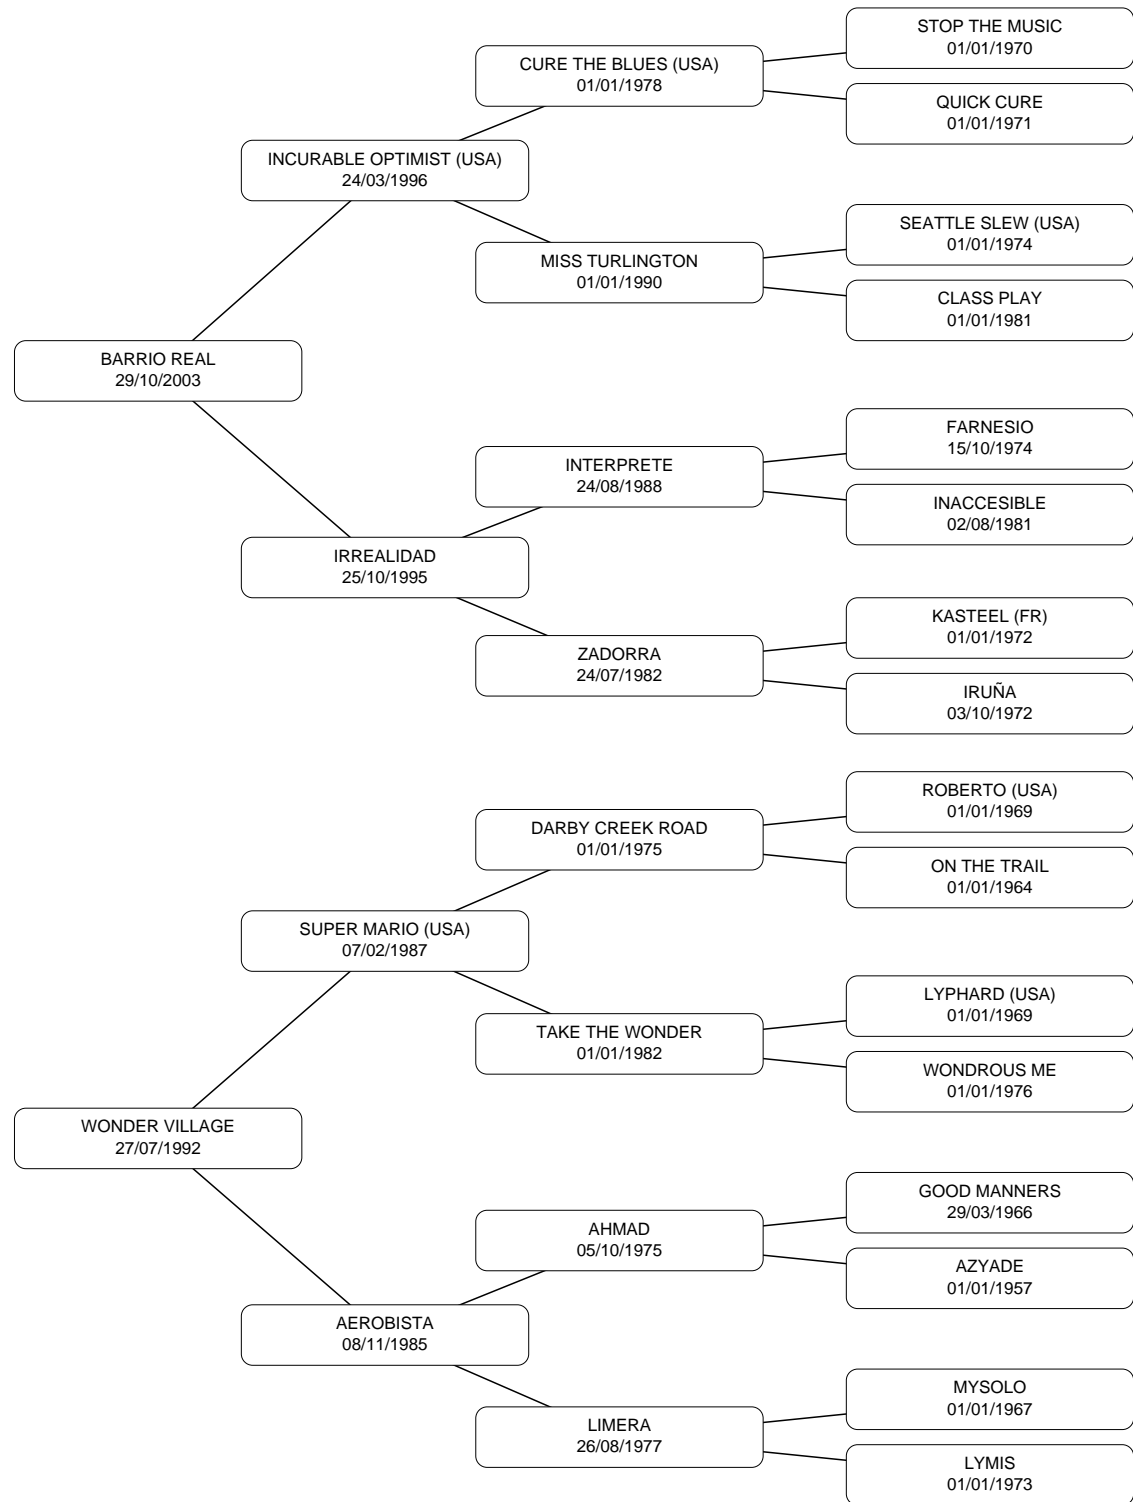 STOP THE MUSIC
01/01/1970
CURE THE BLUES (USA)
01/01/1978
QUICK CURE
01/01/1971
INCURABLE OPTIMIST (USA)
24/03/1996
SEATTLE SLEW (USA)
01/01/1974
MISS TURLINGTON
01/01/1990
CLASS PLAY
01/01/1981
BARRIO REAL
29/10/2003
FARNESIO
15/10/1974
INTERPRETE
24/08/1988
INACCESIBLE
02/08/1981
IRREALIDAD
25/10/1995
KASTEEL (FR)
01/01/1972
ZADORRA
24/07/1982
IRUÑA
03/10/1972
ROBERTO (USA)
01/01/1969
DARBY CREEK ROAD
01/01/1975
ON THE TRAIL
01/01/1964
SUPER MARIO (USA)
07/02/1987
LYPHARD (USA)
01/01/1969
TAKE THE WONDER
01/01/1982
WONDROUS ME
01/01/1976
WONDER VILLAGE
27/07/1992
GOOD MANNERS
29/03/1966
AHMAD
05/10/1975
AZYADE
01/01/1957
AEROBISTA
08/11/1985
MYSOLO
01/01/1967
LIMERA
26/08/1977
LYMIS
01/01/1973